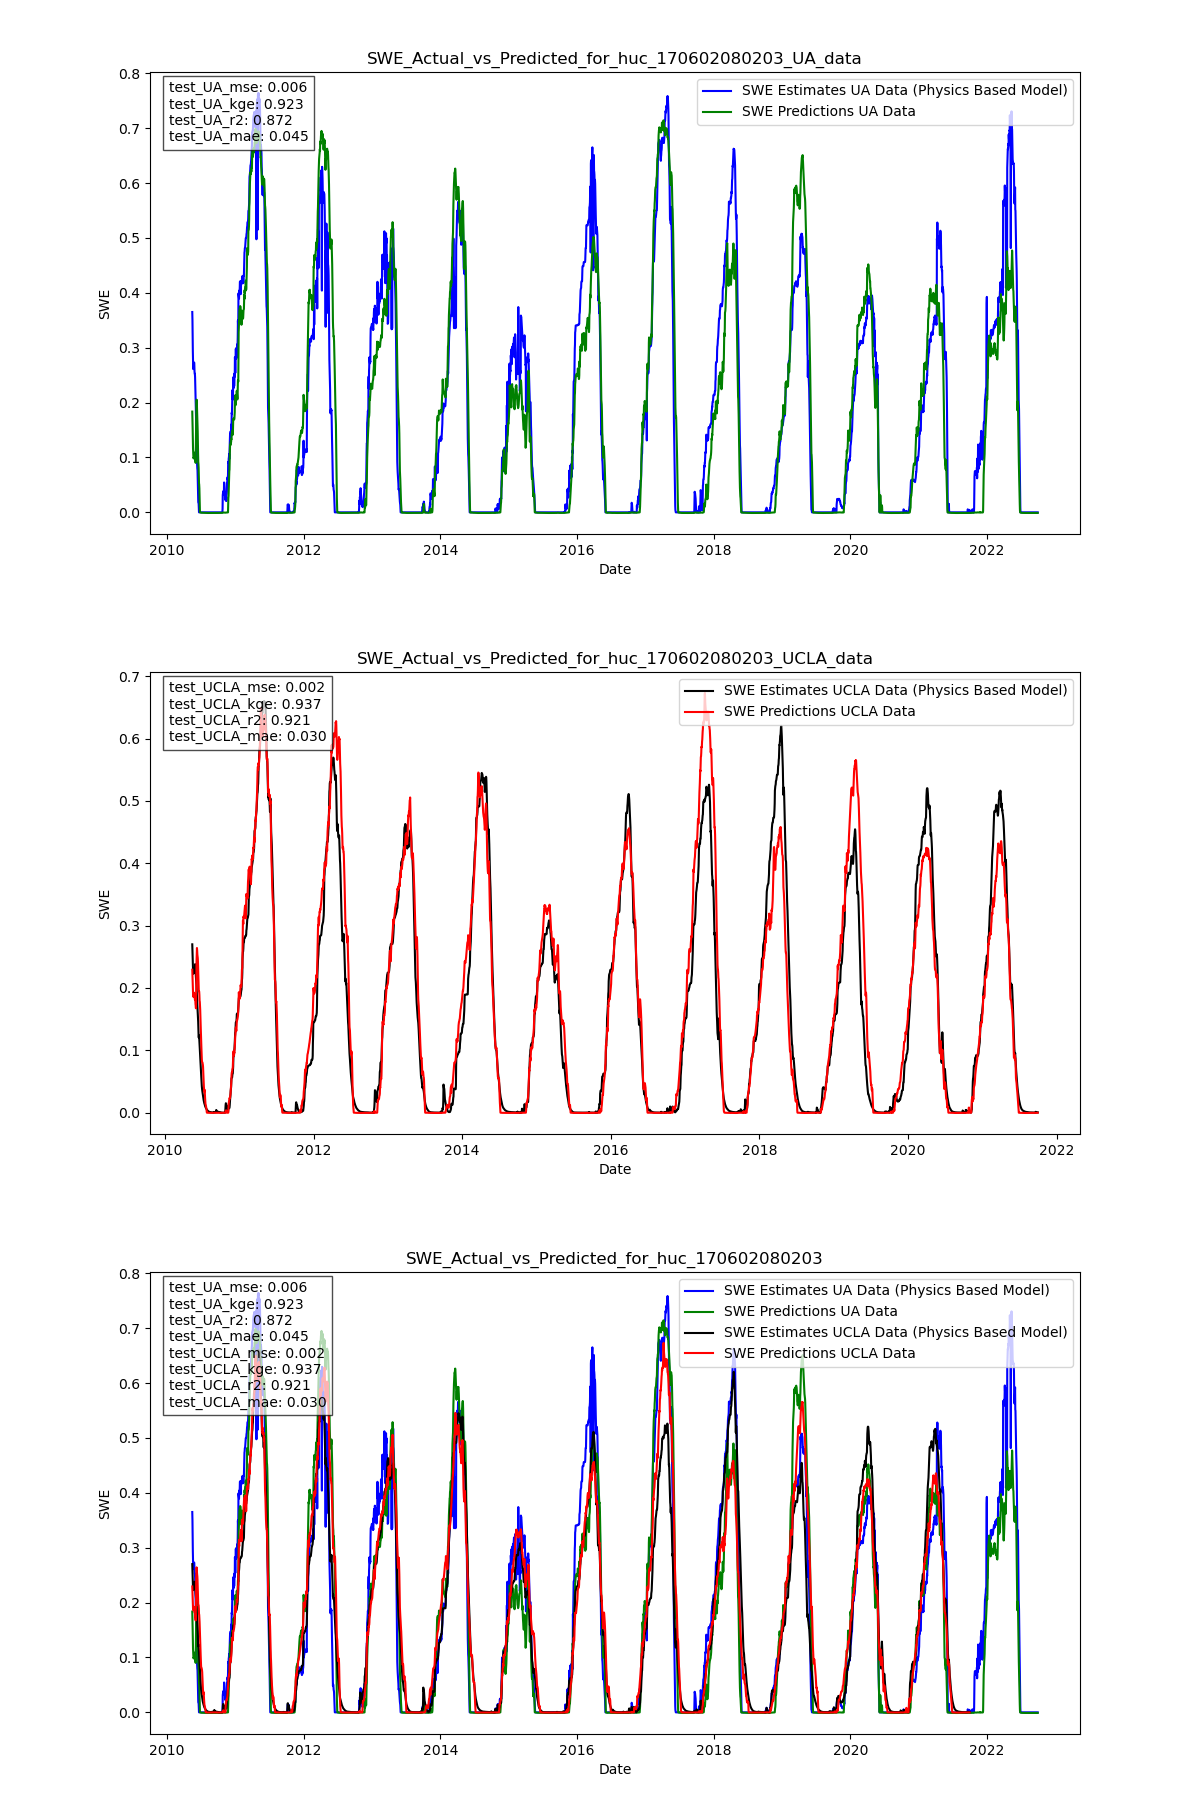 SWE_Actual_vs_Predicted_for_huc_170602080203_UA_data
test_UA_mse: 0.006
test_UA_kge: 0.923
test_UA_r2: 0.872
test_UA_mae: 0.045
SWE Estimates UA Data (Physics Based Model)
SWE Predictions UA Data
0.8
0.7
0.6
0.5
0.4
0.3
0.2
0.1
0.0
SWE
2010 2012 2014 2016 2018 2020 2022
Date
SWE_Actual_vs_Predicted_for_huc_170602080203_UCLA_data
test_UCLA_mse: 0.002
test_UCLA_kge: 0.937
test_UCLA_r2: 0.921
test_UCLA_mae: 0.030
SWE Estimates UCLA Data (Physics Based Model)
SWE Predictions UCLA Data
0.7
0.6
0.5
0.4
0.3
0.2
0.1
0.0
SWE
2010 2012 2014 2016 2018 2020 2022
Date
SWE_Actual_vs_Predicted_for_huc_170602080203
test_UA_mse: 0.006
test_UA_kge: 0.923
test_UA_r2: 0.872
test_UA_mae: 0.045
test_UCLA_mse: 0.002
test_UCLA_kge: 0.937
test_UCLA_r2: 0.921
test_UCLA_mae: 0.030
SWE Estimates UA Data (Physics Based Model)
SWE Predictions UA Data
SWE Estimates UCLA Data (Physics Based Model)
SWE Predictions UCLA Data
0.8
0.7
0.6
0.5
0.4
0.3
0.2
0.1
0.0
SWE
2010 2012 2014 2016 2018 2020 2022
Date